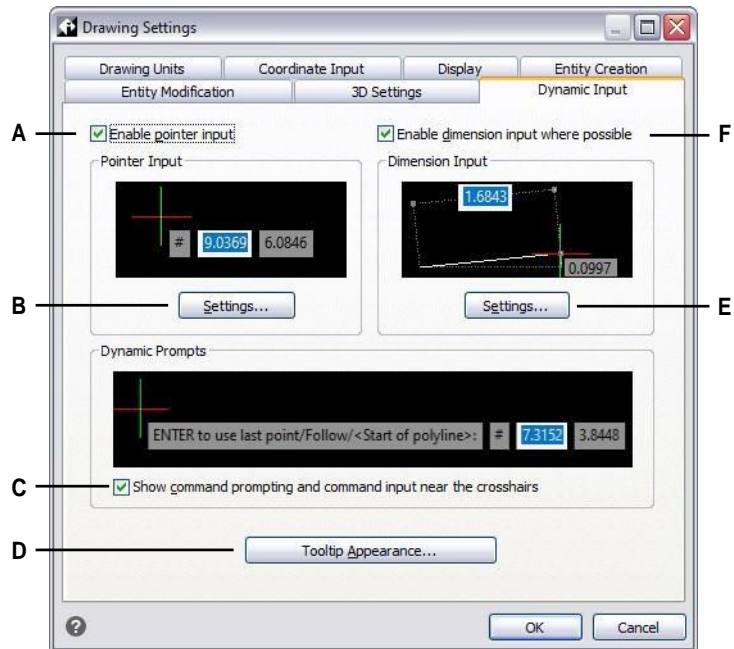 Drawing Settings
Drawing Units Coordinate Input Display Entity Creation
Entity Modification 3D Settings Dynamic Input
A Enable pointer input Enable dimension input where possible F
Pointer Input Dimension Input
# 9.0369 6.0846 1.6843 0.0997
B Settings... Settings... E
Dynamic Prompts
ENTER to use last point/Follow/<Start of polyline>: # 7.3152 3.8448
C Show command prompting and command input near the crosshairs
D Tooltip Appearance...
? OK Cancel